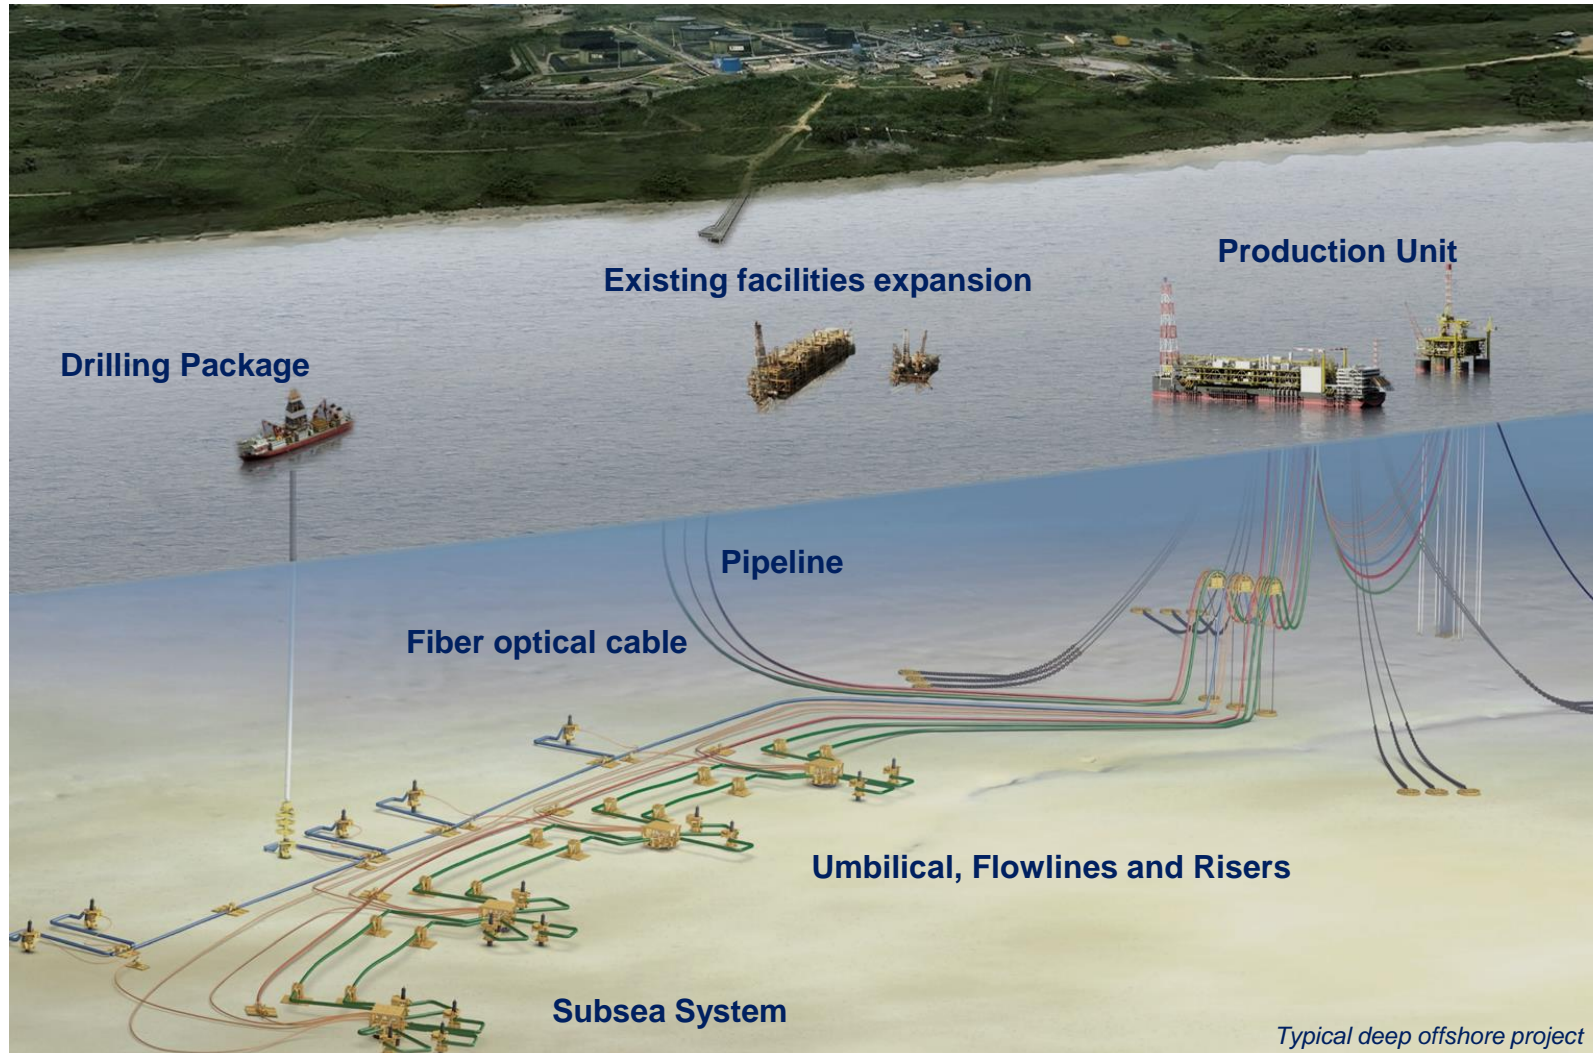 Production Unit
Existing facilities expansion
Drilling Package
Pipeline
Fiber optical cable
Umbilical, Flowlines and Risers
Subsea System
Typical deep offshore project